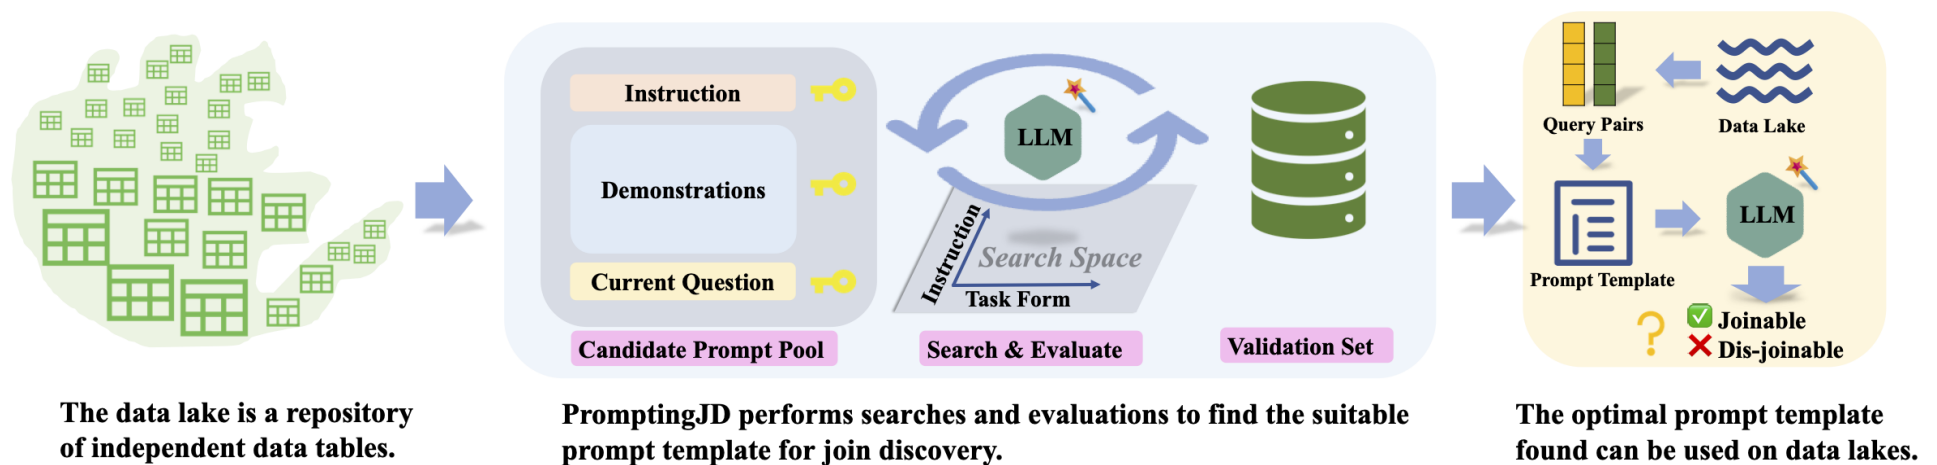 Instruction
Demonstrations
Current Question
Candidate Prompt Pool
LLM
Instruction
Search Space
Task Form
Search & Evaluate
Validation Set
Query Pairs
Data Lake
Prompt Template
LLM
Joinable
Dis-joinable
The data lake is a repository
of independent data tables.
PromptingJD performs searches and evaluations to find the suitable
prompt template for join discovery.
The optimal prompt template
found can be used on data lakes.